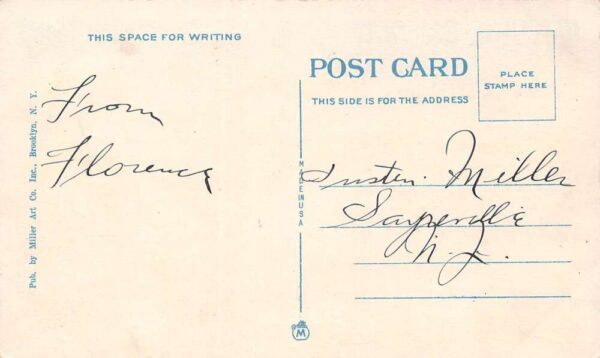 THIS SPACE FOR WRITING
From
Florence
Pub. by Miller Art Co. Inc., Brooklyn, N. Y.
MADE IN USA
M
POST CARD
THIS SIDE IS FOR THE ADDRESS
PLACE
STAMP HERE
Miller
Sayreville
N. J.